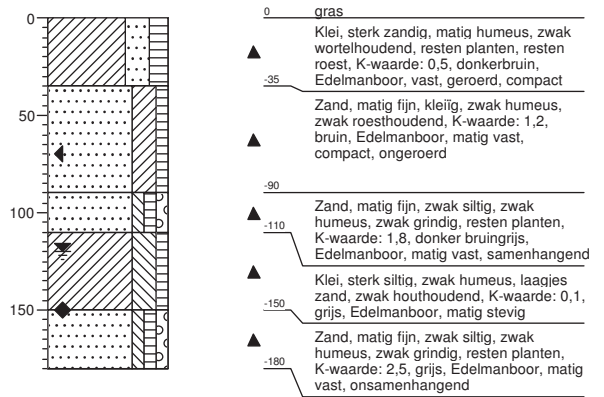 0
50
100
150
0 gras
Klei, sterk zandig, matig humeus, zwak
wortelhoudend, resten planten, resten
roest, K-waarde: 0,5, donkerbruin,
Edelmanboor, vast, geroerd, compact
-35
Zand, matig fijn, kleiïg, zwak humeus,
zwak roesthoudend, K-waarde: 1,2,
bruin, Edelmanboor, matig vast,
compact, ongeroerd
-90
Zand, matig fijn, zwak siltig, zwak
humeus, zwak grindig, resten planten,
K-waarde: 1,8, donker bruingrijs,
Edelmanboor, matig vast, samenhangend
-110
Klei, sterk siltig, zwak humeus, laagjes
zand, zwak houthoudend, K-waarde: 0,1,
grijs, Edelmanboor, matig stevig
-150
Zand, matig fijn, zwak siltig, zwak
humeus, zwak grindig, resten planten,
K-waarde: 2,5, grijs, Edelmanboor, matig
vast, onsamenhangend
-180